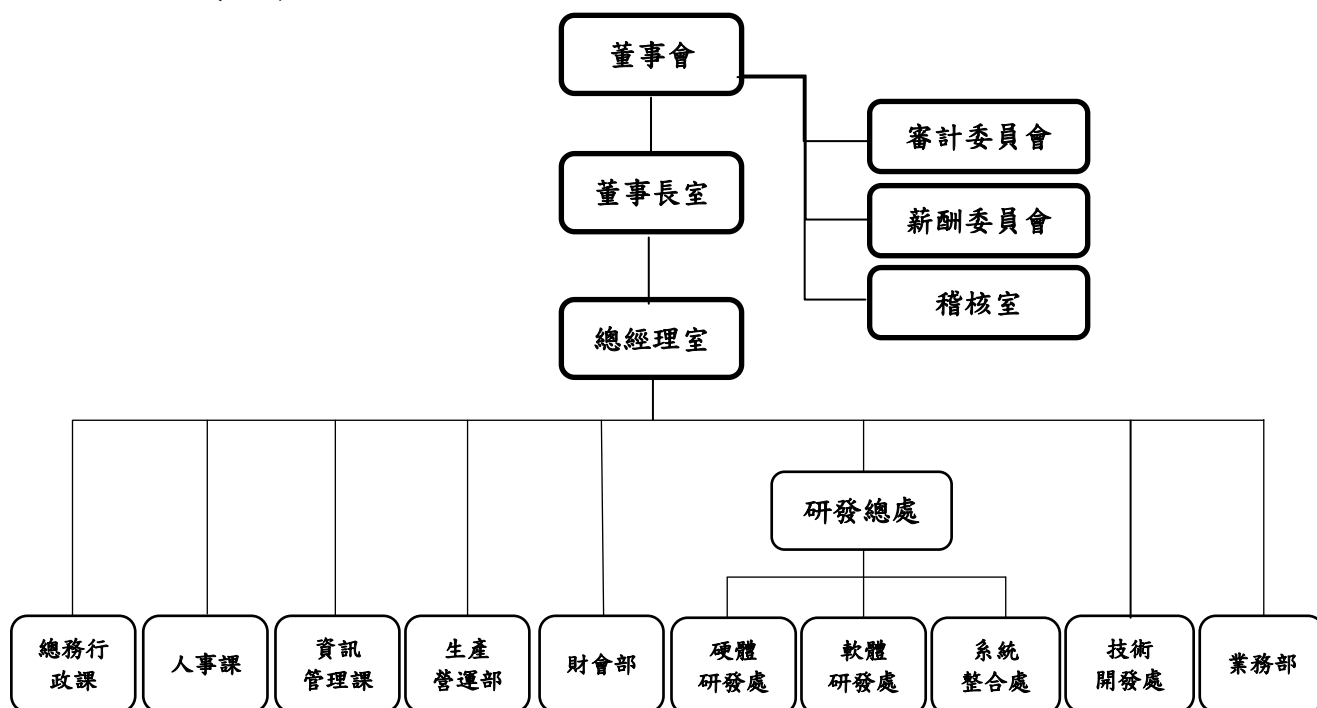 董事會
審計委員會
董事長室
薪酬委員會
稽核室
總經理室
研發總處
總務行
政課
人事課
資訊
管理課
生產
營運部
財會部
硬體
研發處
軟體
研發處
系統
整合處
技術
開發處
業務部